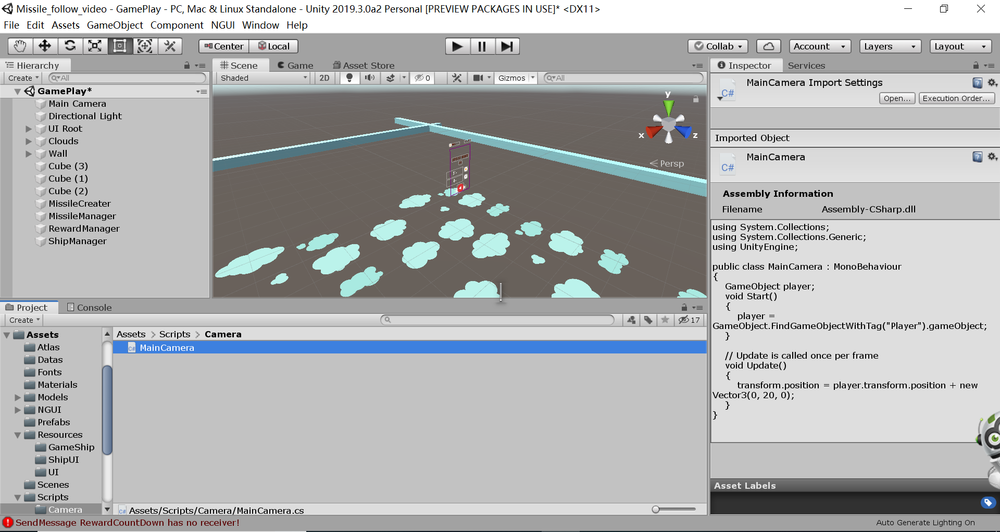 Missile_follow_video - GamePlay - PC, Mac & Linux Standalone - Unity 2019.3.0a2 Personal [PREVIEW PACKAGES IN USE]* <DX11>
File Edit Assets GameObject Component NGUI Window Help
Center Local Collab Account Layers Layout
Hierarchy
Create All
GamePlay*
Main Camera
Directional Light
UI Root
Clouds
Wall
Cube (3)
Cube (1)
Cube (2)
MissileCreater
MissileManager
RewardManager
ShipManager
Scene Game Asset Store
Shaded 2D 0 Gizmos All
y
x
z
Persp
Inspector Services
MainCamera Import Settings
C#
Open... Execution Order...
Imported Object
MainCamera
C#
Assembly Information
Filename Assembly-CSharp.dll
using System.Collections;
using System.Collections.Generic;
using UnityEngine;
public class MainCamera : MonoBehaviour
{
GameObject player;
void Start()
{
player =
GameObject.FindGameObjectWithTag("Player").gameObject;
}
// Update is called once per frame
void Update()
{
transform.position = player.transform.position + new
Vector3(0, 20, 0);
}
}
Asset Labels
Project Console
Create 17
Assets
Atlas
Datas
Fonts
Materials
Models
NGUI
Prefabs
Resources
GameShip
ShipUI
UI
Scenes
Scripts
Camera
Assets > Scripts > Camera
C# MainCamera
C# Assets/Scripts/Camera/MainCamera.cs
SendMessage RewardCountDown has no receiver!
Auto Generate Lighting On